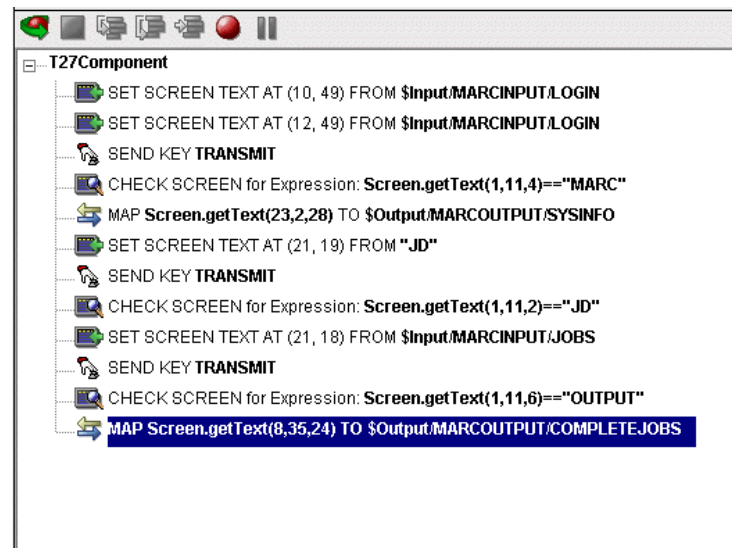 T27Component
SET SCREEN TEXT AT (10, 49) FROM $Input/MARCINPUT/LOGIN
SET SCREEN TEXT AT (12, 49) FROM $Input/MARCINPUT/LOGIN
SEND KEY TRANSMIT
CHECK SCREEN for Expression: Screen.getText(1,11,4)=="MARC"
MAP Screen.getText(23,2,28) TO $Output/MARCOUTPUT/SYSINFO
SET SCREEN TEXT AT (21, 19) FROM "JD"
SEND KEY TRANSMIT
CHECK SCREEN for Expression: Screen.getText(1,11,2)=="JD"
SET SCREEN TEXT AT (21, 18) FROM $Input/MARCINPUT/JOBS
SEND KEY TRANSMIT
CHECK SCREEN for Expression: Screen.getText(1,11,6)=="OUTPUT"
MAP Screen.getText(8,35,24) TO $Output/MARCOUTPUT/COMPLETEJOBS